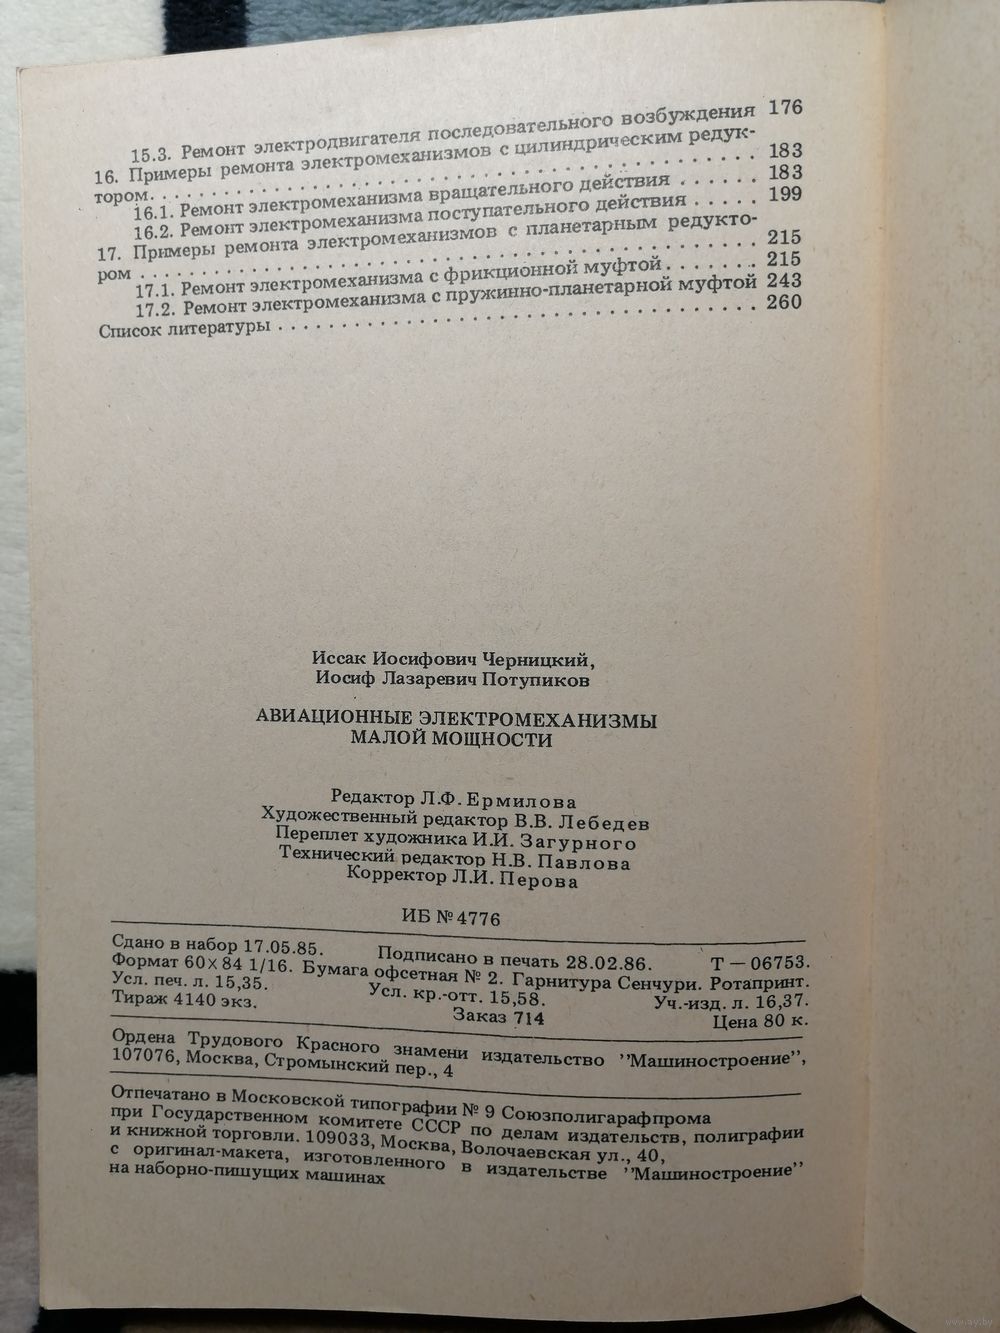 15.3. Ремонт электродвигателя последовательного возбуждения 176
16. Примеры ремонта электромеханизмов с цилиндрическим редук-
тором. . . . . . . . . . . . . . . . . . . . . . . . . . . . . . . . . . . . 183
16.1. Ремонт электромеханизма вращательного действия . . . . . . 183
16.2. Ремонт электромеханизма поступательного действия . . . . . 199
17. Примеры ремонта электромеханизмов с планетарным редукто-
ром . . . . . . . . . . . . . . . . . . . . . . . . . . . . . . . . . . . . . 215
17.1. Ремонт электромеханизма с фрикционной муфтой. . . . . . . 215
17.2. Ремонт электромеханизма с пружинно-планетарной муфтой 243
Список литературы . . . . . . . . . . . . . . . . . . . . . . . . . . . . . . 260
Иссак Иосифович Черницкий,
Иосиф Лазаревич Потупиков
АВИАЦИОННЫЕ ЭЛЕКТРОМЕХАНИЗМЫ
МАЛОЙ МОЩНОСТИ
Редактор Л.Ф. Ермилова
Художественный редактор В.В. Лебедев
Переплет художника И.И. Загурного
Технический редактор Н.В. Павлова
Корректор Л.И. Перова
ИБ № 4776
Сдано в набор 17.05.85. Подписано в печать 28.02.86. Т — 06753.
Формат 60×84 1/16. Бумага офсетная № 2. Гарнитура Сенчури. Ротапринт.
Усл. печ. л. 15,35. Усл. кр.-отт. 15,58. Уч.-изд. л. 16,37.
Тираж 4140 экз. Заказ 714 Цена 80 к.
Ордена Трудового Красного знамени издательство ''Машиностроение'',
107076, Москва, Стромынский пер., 4
Отпечатано в Московской типографии № 9 Союзполигарафпрома
при Государственном комитете СССР по делам издательств, полиграфии
и книжной торговли. 109033, Москва, Волочаевская ул., 40,
с оригинал-макета, изготовленного в издательстве ''Машиностроение''
на наборно-пишущих машинах
www.ay.by